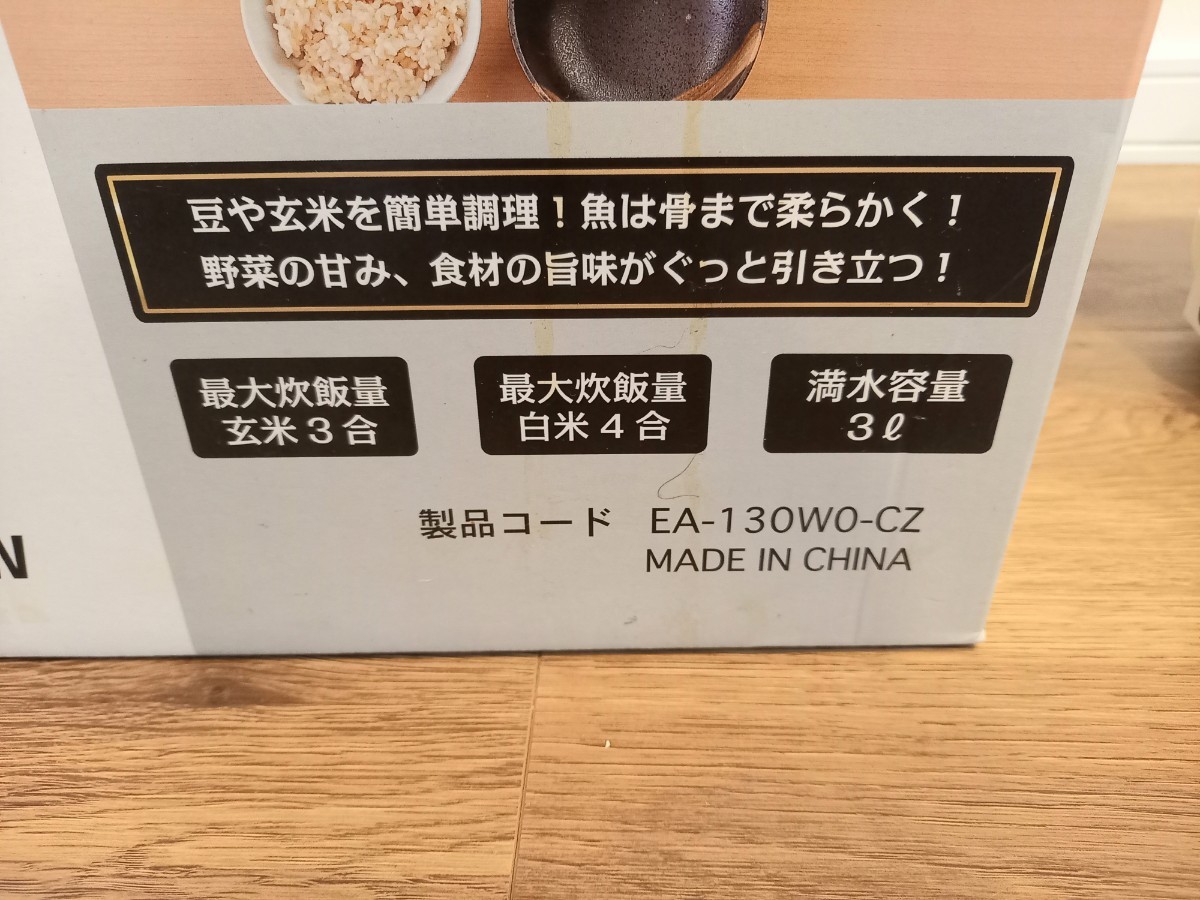 豆や玄米を簡単調理！魚は骨まで柔らかく！
野菜の甘み、食材の旨味がぐっと引き立つ！
最大炊飯量
玄米3合
最大炊飯量
白米4合
満水容量
3ℓ
製品コード EA-130W0-CZ
MADE IN CHINA